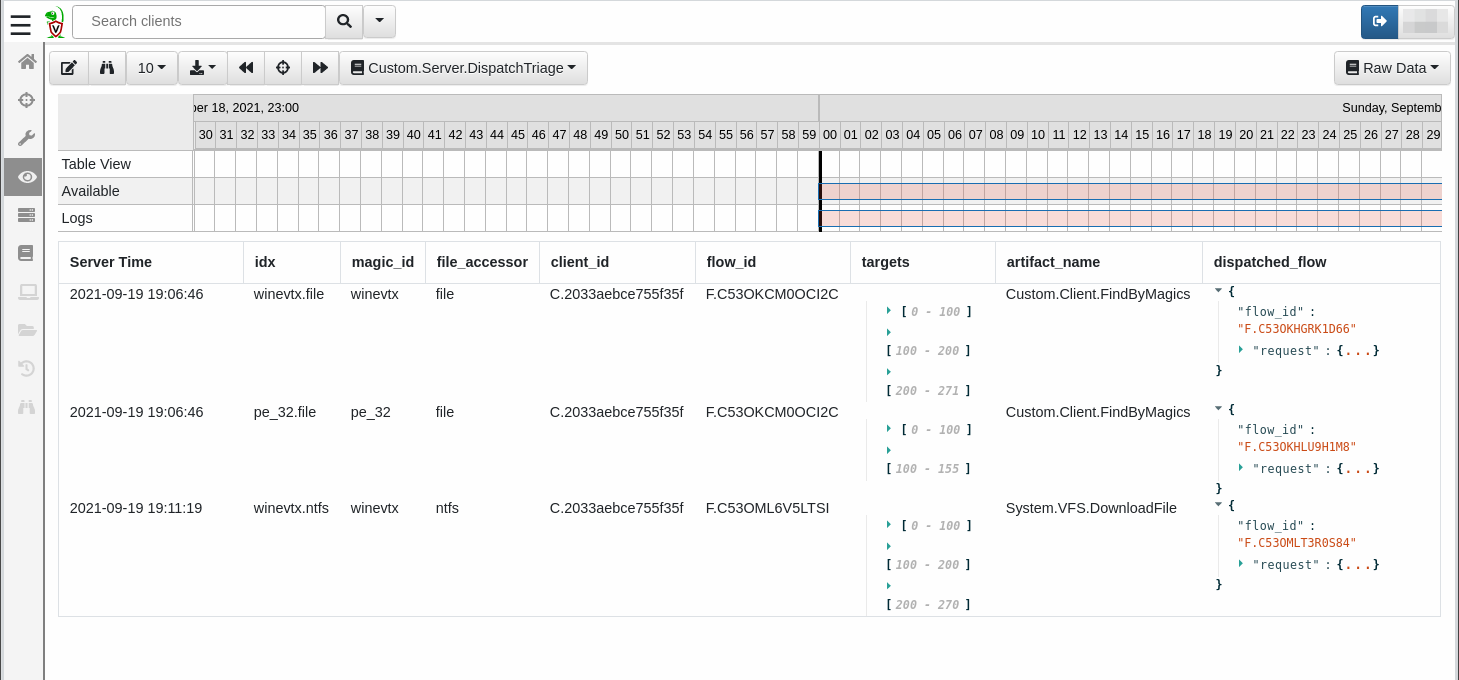 Search clients
10 Custom.Server.DispatchTriage Raw Data
ber 18, 2021, 23:00 Sunday, Septemb
30 31 32 33 34 35 36 37 38 39 40 41 42 43 44 45 46 47 48 49 50 51 52 53 54 55 56 57 58 59 00 01 02 03 04 05 06 07 08 09 10 11 12 13 14 15 16 17 18 19 20 21 22 23 24 25 26 27 28 29
Table View
Available
Logs
Server Time idx magic_id file_accessor client_id flow_id targets artifact_name dispatched_flow
2021-09-19 19:06:46 winevtx.file winevtx file C.2033aebce755f35f F.C53OKCM0OCI2C Custom.Client.FindByMagics {
[ 0 - 100 ] "flow_id" :
"F.C53OKHGRK1D66"
[ 100 - 200 ] "request" : {...}
}
[ 200 - 271 ]
2021-09-19 19:06:46 pe_32.file pe_32 file C.2033aebce755f35f F.C53OKCM0OCI2C Custom.Client.FindByMagics {
[ 0 - 100 ] "flow_id" :
"F.C53OKHLU9H1M8"
[ 100 - 155 ] "request" : {...}
}
2021-09-19 19:11:19 winevtx.ntfs winevtx ntfs C.2033aebce755f35f F.C53OML6V5LTSI System.VFS.DownloadFile {
[ 0 - 100 ] "flow_id" :
"F.C53OMLT3R0S84"
[ 100 - 200 ] "request" : {...}
}
[ 200 - 270 ]